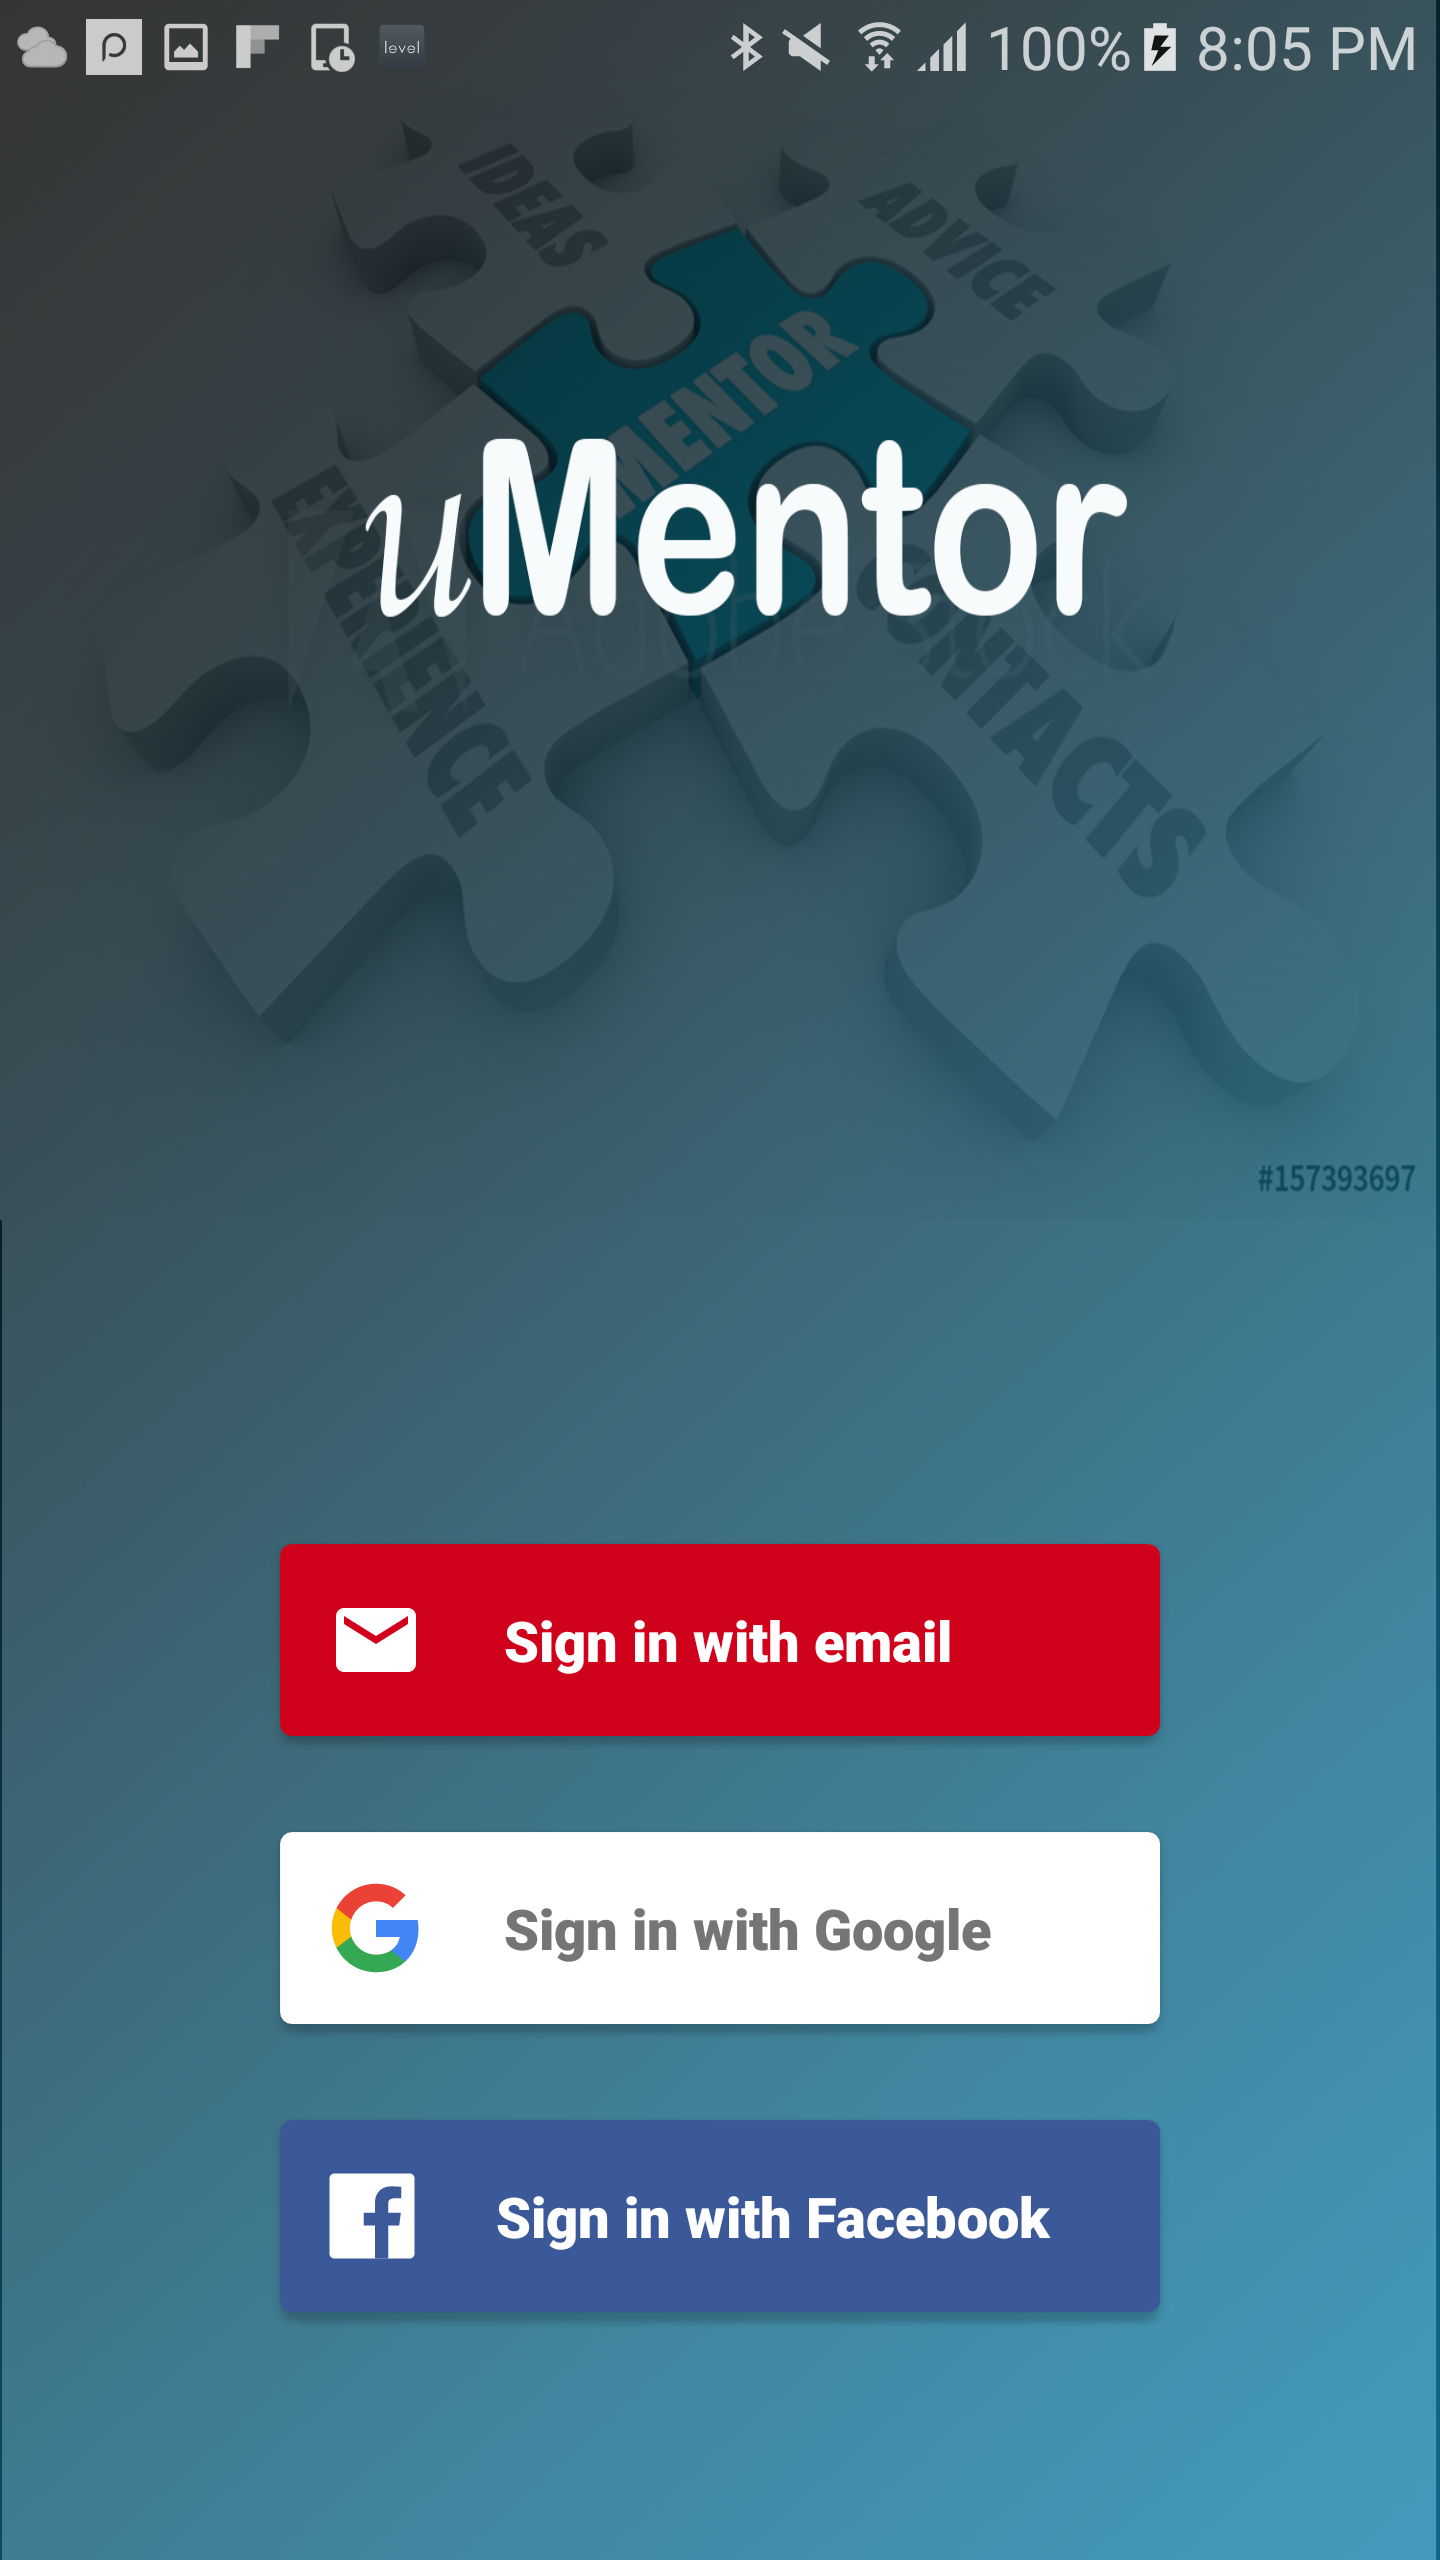 level
100%
8:05 PM
IDEAS
ADVICE
MENTOR
uMentor
EXPERIENCE
Adobe Stock
CONTACTS
#157393697
Sign in with email
Sign in with Google
Sign in with Facebook